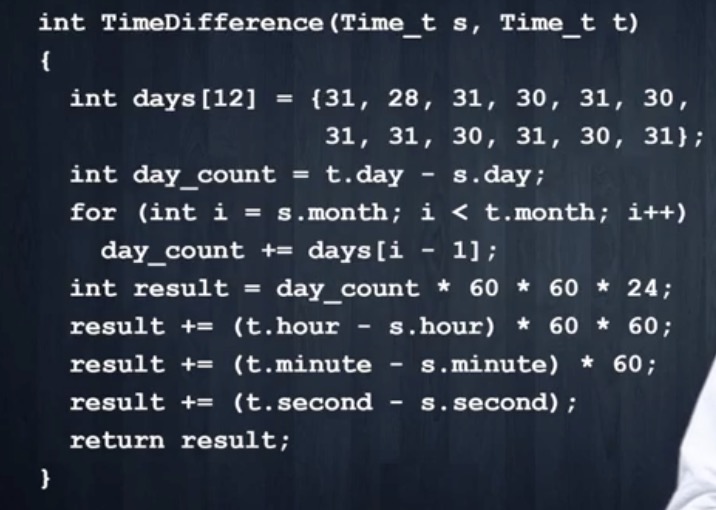 int TimeDifference(Time_t s, Time_t t)
{
int days[12] = {31, 28, 31, 30, 31, 30,
31, 31, 30, 31, 30, 31};
int day_count = t.day - s.day;
for (int i = s.month; i < t.month; i++)
day_count += days[i - 1];
int result = day_count * 60 * 60 * 24;
result += (t.hour - s.hour) * 60 * 60;
result += (t.minute - s.minute) * 60;
result += (t.second - s.second);
return result;
}